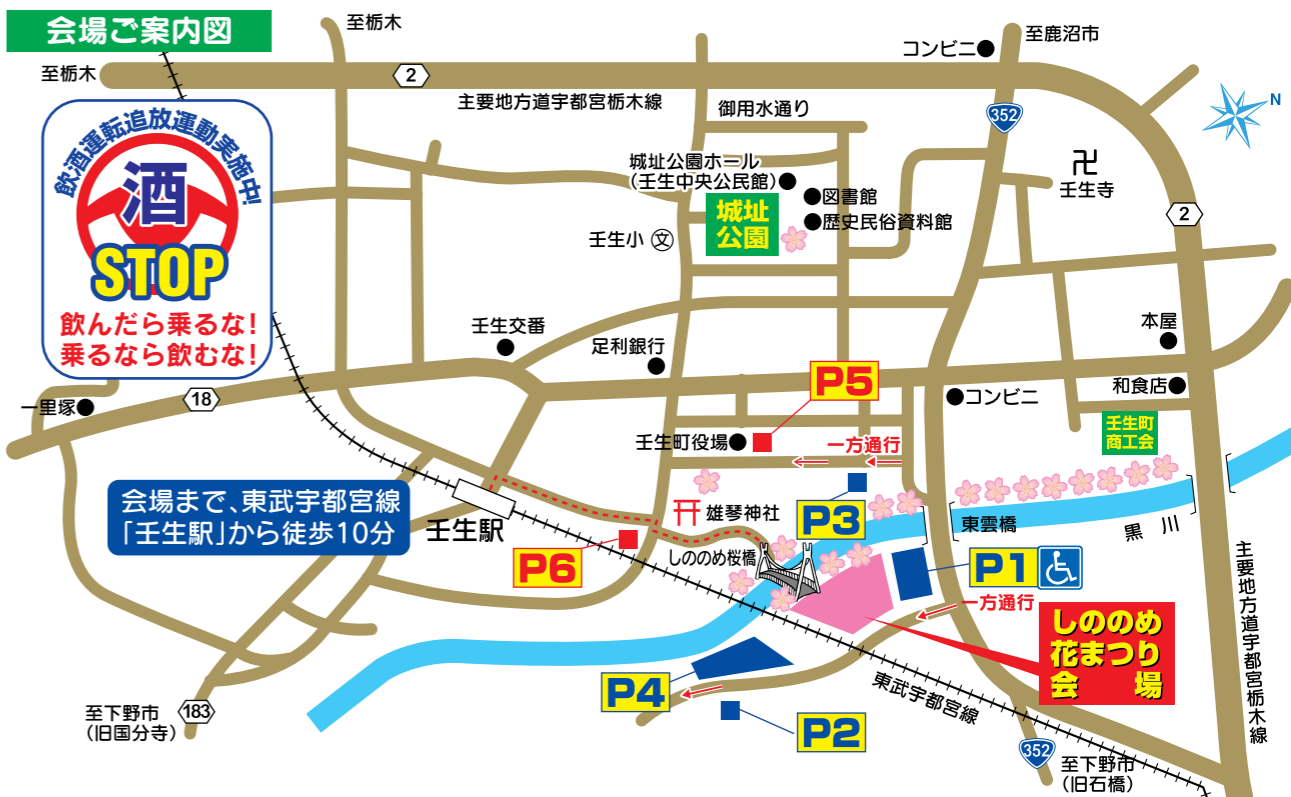 会場ご案内図
至栃木
至栃木
2
主要地方道宇都宮栃木線
コンビニ
至鹿沼市
352
N
御用水通り
飲酒運転追放運動実施中!
酒
STOP
飲んだら乗るな!
乗るなら飲むな!
城址公園ホール
(壬生中央公民館)
図書館
歴史民俗資料館
城址
公園
壬生小
文
卍
壬生寺
2
壬生交番
足利銀行
本屋
和食店
P5
コンビニ
壬生町
商工会
一里塚
18
壬生町役場
一方通行
会場まで、東武宇都宮線
「壬生駅」から徒歩10分
壬生駅
雄琴神社
P3
東雲橋
黒川
P6
しののめ桜橋
P1
一方通行
しののめ
花まつり
会場
主要地方道宇都宮栃木線
P4
P2
東武宇都宮線
至下野市
(旧国分寺)
183
352
至下野市
(旧石橋)